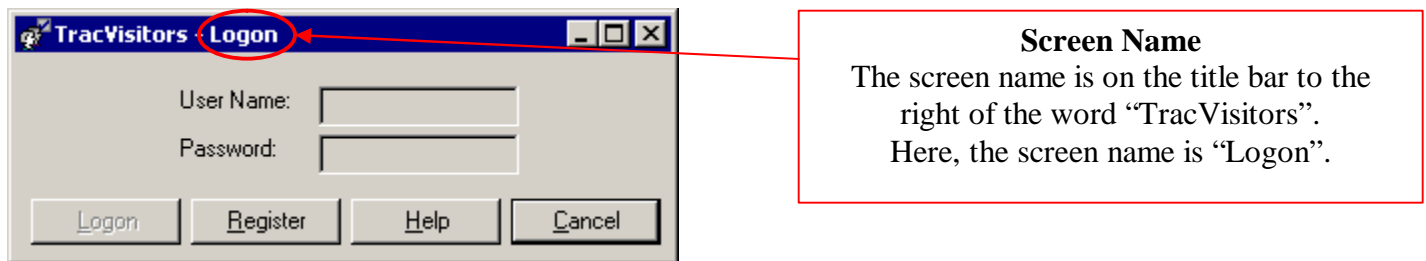 TracVisitors - Logon
User Name:
Password:
Logon Register Help Cancel
Screen Name
The screen name is on the title bar to the
right of the word “TracVisitors”.
Here, the screen name is “Logon”.